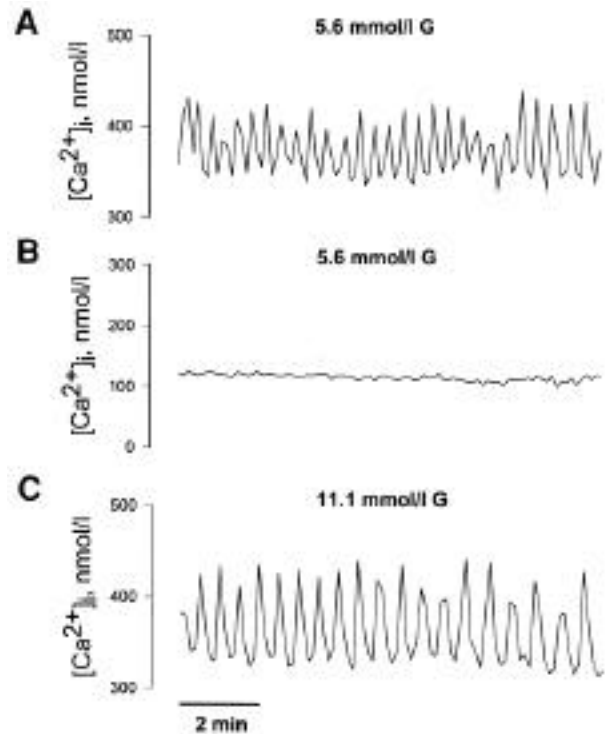 A
5.6 mmol/l G
[Ca2+]i, nmol/l
500
400
300
B
5.6 mmol/l G
[Ca2+]i, nmol/l
300
200
100
0
C
11.1 mmol/l G
[Ca2+]i, nmol/l
500
400
300
2 min